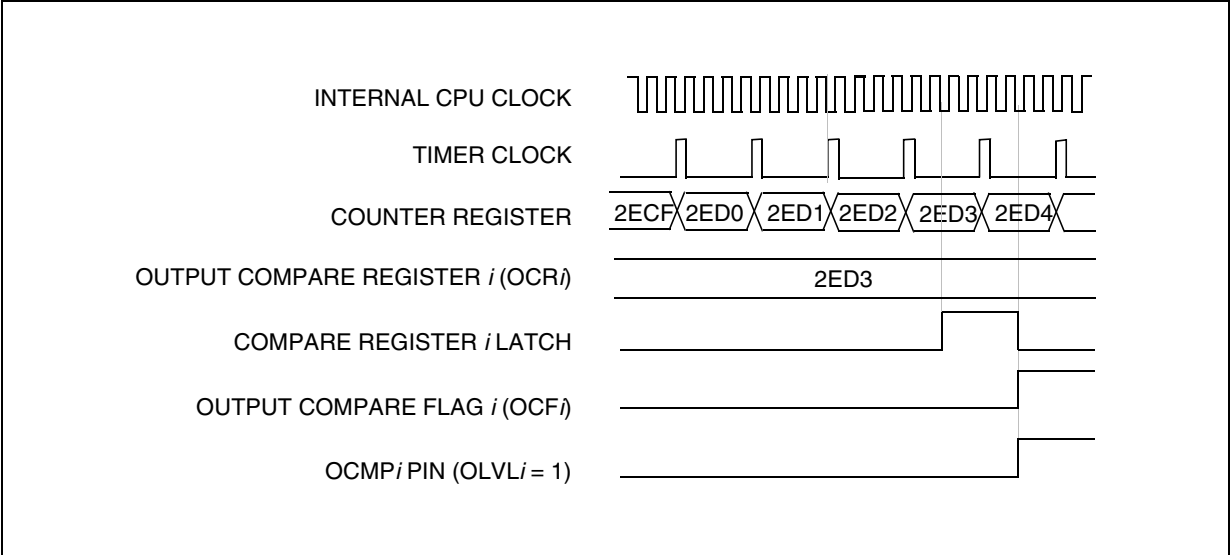 INTERNAL CPU CLOCK
TIMER CLOCK
COUNTER REGISTER 2ECF 2ED0 2ED1 2ED2 2ED3 2ED4
OUTPUT COMPARE REGISTER i (OCRi) 2ED3
COMPARE REGISTER i LATCH
OUTPUT COMPARE FLAG i (OCFi)
OCMPi PIN (OLVLi = 1)